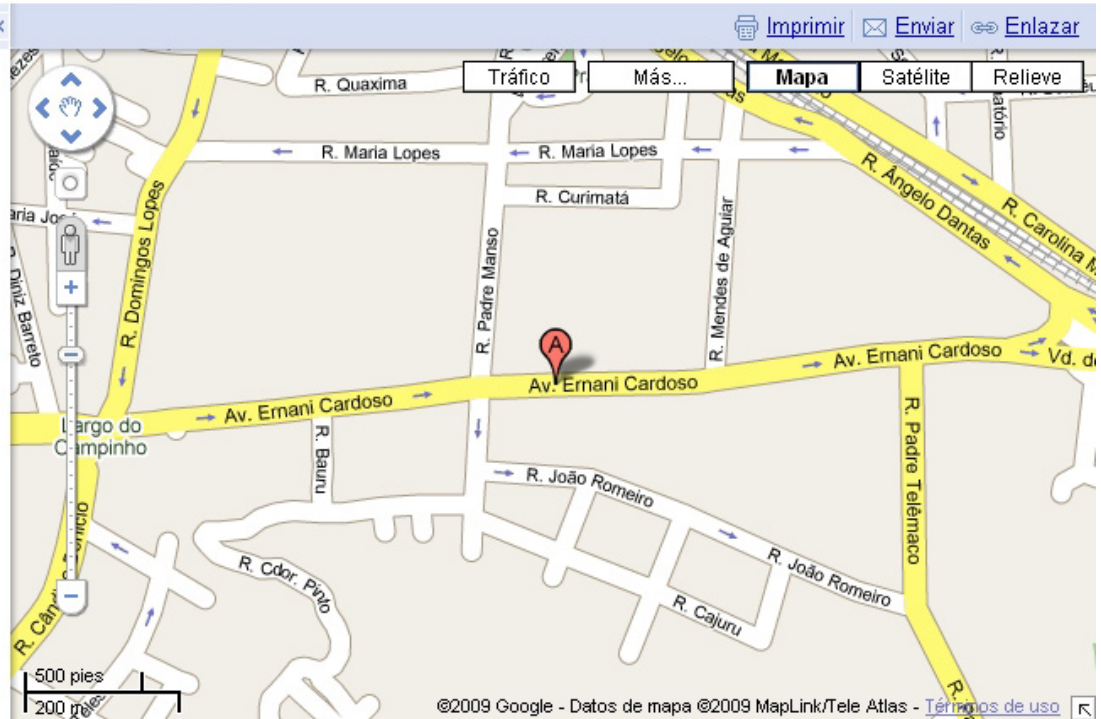 Imprimir Enviar Enlazar
Tráfico Más... Mapa Satélite Relieve
R. Quaxima
R. Maria Lopes
R. Maria Lopes
R. Curimatá
R. Ângelo Dantas
R. Carolina
R. Domingos Lopes
R. Padre Manso
R. Mendes de Aguiar
Diniz Barreto
A
Av. Ernani Cardoso
Av. Ernani Cardoso
Av. Ernani Cardoso
Vd.
Largo do
Campinho
R. Bauru
R. João Romeiro
R. Padre Telêmaco
R. João Romeiro
R. Cdor. Pinto
R. Cajuru
500 pies
200 m
©2009 Google - Datos de mapa ©2009 MapLink/Tele Atlas - Términos de uso